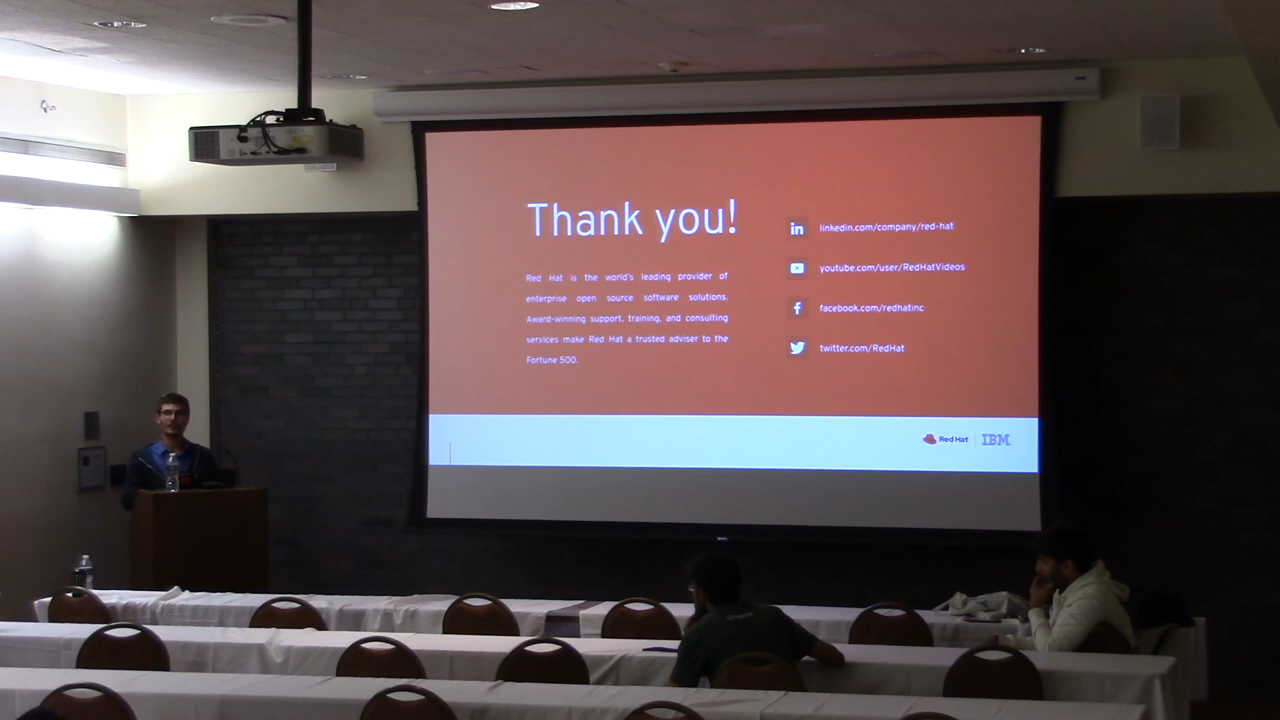 Thank you!
Red Hat is the world's leading provider of
enterprise open source software solutions.
Award-winning support, training, and consulting
services make Red Hat a trusted adviser to the
Fortune 500.
linkedin.com/company/red-hat
youtube.com/user/RedHatVideos
facebook.com/redhatinc
twitter.com/RedHat
Red Hat
IBM